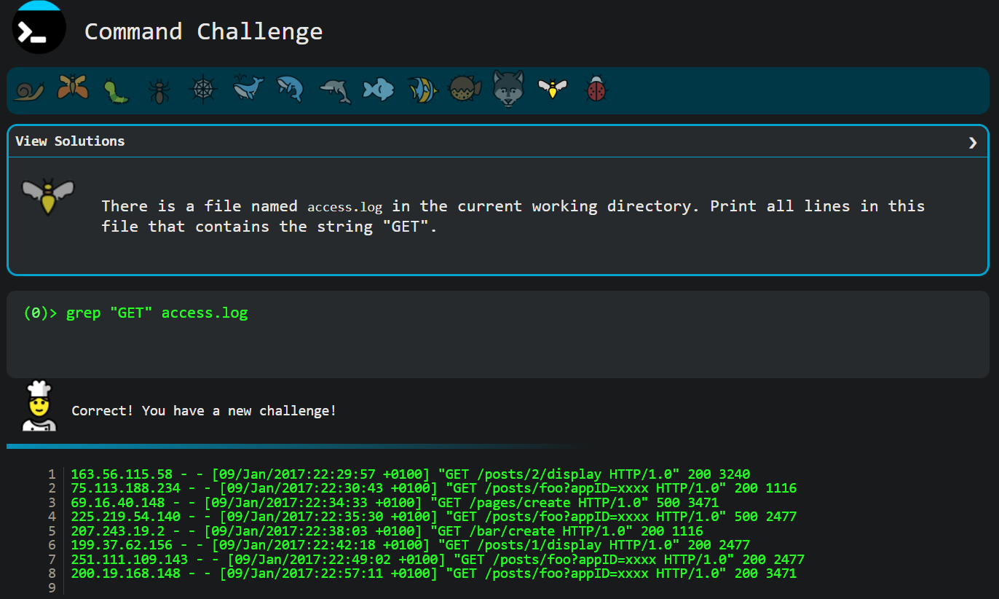 Command Challenge
View Solutions
There is a file named access.log in the current working directory. Print all lines in this
file that contains the string "GET".
(0)> grep "GET" access.log
Correct! You have a new challenge!
1 163.56.115.58 - - [09/Jan/2017:22:29:57 +0100] "GET /posts/2/display HTTP/1.0" 200 3240
2 75.113.188.234 - - [09/Jan/2017:22:30:43 +0100] "GET /posts/foo?appID=xxxx HTTP/1.0" 200 1116
3 69.16.40.148 - - [09/Jan/2017:22:34:33 +0100] "GET /pages/create HTTP/1.0" 500 3471
4 225.219.54.140 - - [09/Jan/2017:22:35:30 +0100] "GET /posts/foo?appID=xxxx HTTP/1.0" 500 2477
5 207.243.19.2 - - [09/Jan/2017:22:38:03 +0100] "GET /bar/create HTTP/1.0" 200 1116
6 199.37.62.156 - - [09/Jan/2017:22:42:18 +0100] "GET /posts/1/display HTTP/1.0" 200 2477
7 251.111.109.143 - - [09/Jan/2017:22:49:02 +0100] "GET /posts/foo?appID=xxxx HTTP/1.0" 200 2477
8 200.19.168.148 - - [09/Jan/2017:22:57:11 +0100] "GET /posts/foo?appID=xxxx HTTP/1.0" 200 3471
9